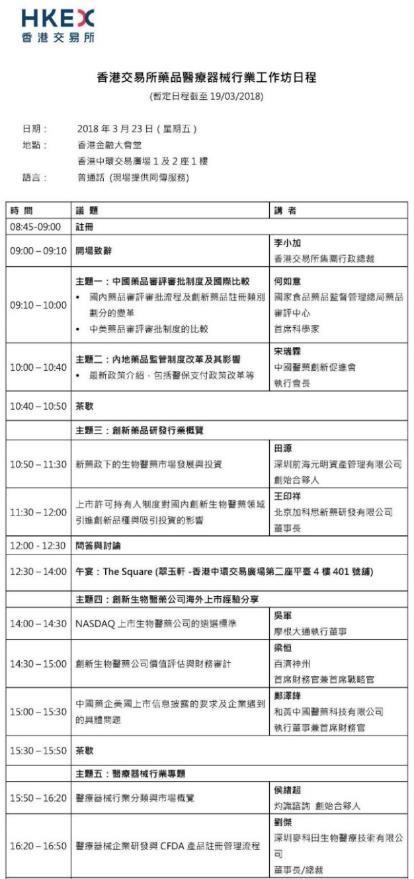 HKEX
香港交易所
香港交易所藥品醫療器械行業工作坊日程
(暫定日程截至 19/03/2018)
日期： 2018 年 3 月 23 日 ( 星期五 )
地點： 香港金融大會堂
香港中環交易廣場 1 及 2 座 1 樓
語言： 普通話 (現場提供同傳服務)
時 間 議 題 講 者
08:45-09:00 註冊
09:00 – 09:10 開場致辭 李小加
香港交易所集團行政總裁
09:10 – 10:00 主題一：中國藥品審評審批制度及國際比較 何如意
• 國內藥品審評審批流程及創新藥品註冊類別 國家食品藥品監督管理總局藥品
劃分的變革 審評中心
• 中美藥品審評審批制度的比較 首席科學家
10:00 – 10:40 主題二：內地藥品監管制度改革及其影響 宋瑞霖
• 最新政策介紹，包括醫保支付政策改革等 中國醫藥創新促進會
執行會長
10:40 – 10:50 茶歇
主題三：創新藥品研發行業概覽
10:50 – 11:30 新藥政下的生物醫藥市場發展與投資 田源
深圳前海元明資產管理有限公司
創始合夥人
11:30 – 12:00 上市許可持有人制度對國內創新生物醫藥領域 王印祥
引進創新品種與吸引投資的影響 北京加科思新藥研發有限公司
董事長
12:00 - 12:30 問答與討論
12:30 – 14:00 午宴：The Square (翠玉軒 -香港中環交易廣場第二座平臺 4 樓 401 號舖)
主題四：創新生物醫藥公司海外上市經驗分享
14:00 – 14:30 NASDAQ 上市生物醫藥公司的遴選標準 吳軍
摩根大通執行董事
14:30 – 15:00 創新生物醫藥公司價值評估與財務審計 梁恒
百濟神州
首席財務官兼首席戰略官
15:00 – 15:30 中國藥企美國上市信息披露的要求及企業遇到 鄭澤鋒
的具體問題 和黃中國醫藥科技有限公司
執行董事兼首席財務官
15:30 – 15:50 茶歇
主題五：醫療器械行業專題
15:50 – 16:20 醫療器械行業分類與市場概覽 侯緒超
灼識諮詢 創始合夥人
16:20 – 16:50 醫療器械企業研發與 CFDA 產品註冊管理流程 劉傑
深圳麥科田生物醫療技術有限公
司
董事長/總裁